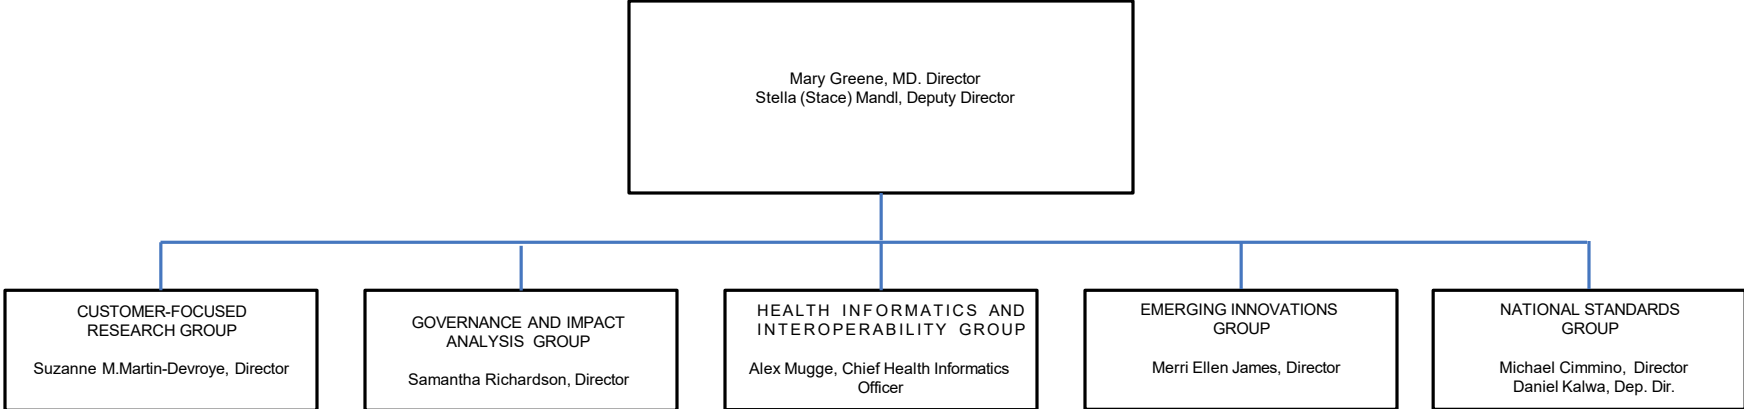 Mary Greene, MD. Director
Stella (Stace) Mandl, Deputy Director
CUSTOMER-FOCUSED
RESEARCH GROUP
Suzanne M.Martin-Devroye, Director
GOVERNANCE AND IMPACT
ANALYSIS GROUP
Samantha Richardson, Director
HEALTH INFORMATICS AND
INTEROPERABILITY GROUP
Alex Mugge, Chief Health Informatics
Officer
EMERGING INNOVATIONS
GROUP
Merri Ellen James, Director
NATIONAL STANDARDS
GROUP
Michael Cimmino, Director
Daniel Kalwa, Dep. Dir.